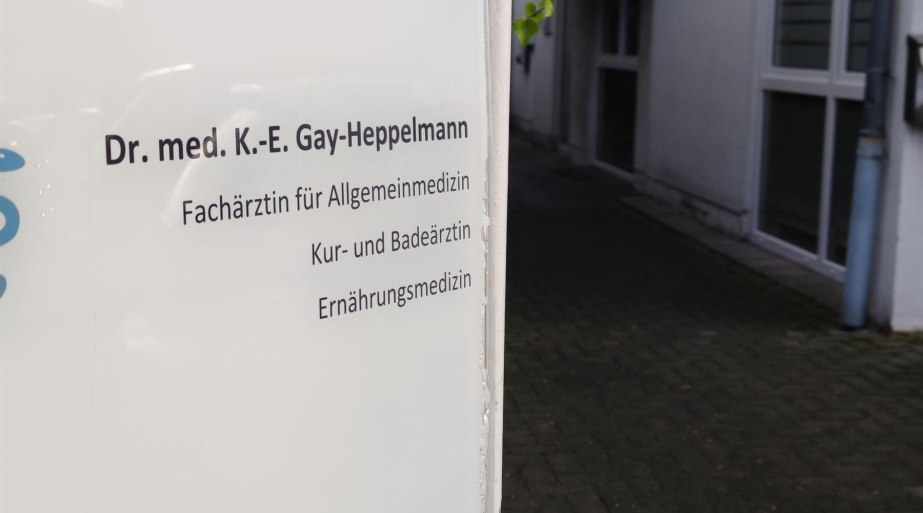 Dr. med. K.-E. Gay-Heppelmann
Fachärztin für Allgemeinmedizin
Kur- und Badeärztin
Ernährungsmedizin